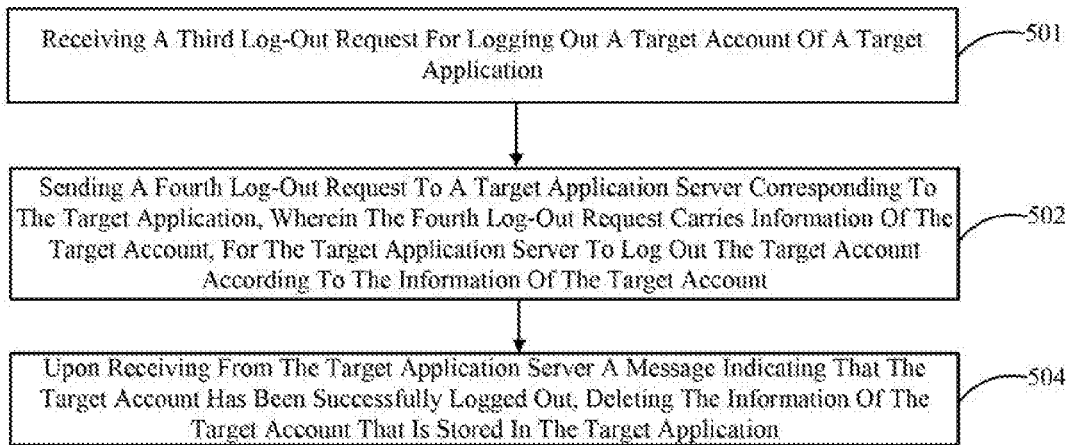 Receiving A Third Log-Out Request For Logging Out A Target Account Of A Target
Application
501
Sending A Fourth Log-Out Request To A Target Application Server Corresponding To
The Target Application, Wherein The Fourth Log-Out Request Carries Information Of The
Target Account, For The Target Application Server To Log Out The Target Account
According To The Information Of The Target Account
502
Upon Receiving From The Target Application Server A Message Indicating That The
Target Account Has Been Successfully Logged Out, Deleting The Information Of The
Target Account That Is Stored In The Target Application
504